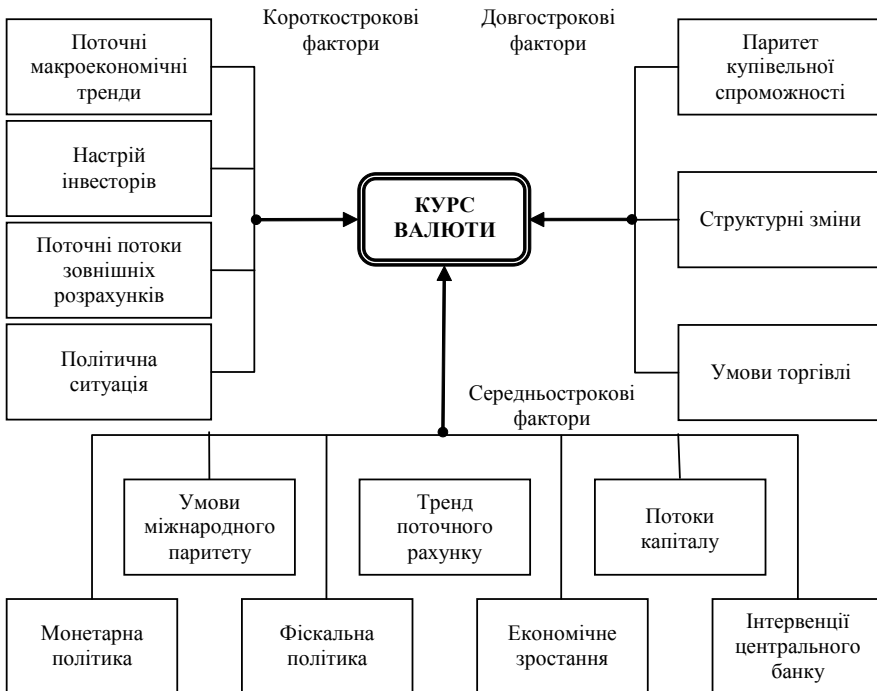 Короткострокові
фактори
Довгострокові
фактори
Поточні
макроекономічні
тренди
Настрій
інвесторів
Поточні потоки
зовнішніх
розрахунків
Політична
ситуація
КУРС
ВАЛЮТИ
Паритет
купівельної
спроможності
Структурні зміни
Умови торгівлі
Середньострокові
фактори
Умови
міжнародного
паритету
Тренд
поточного
рахунку
Потоки
капіталу
Монетарна
політика
Фіскальна
політика
Економічне
зростання
Інтервенції
центрального
банку